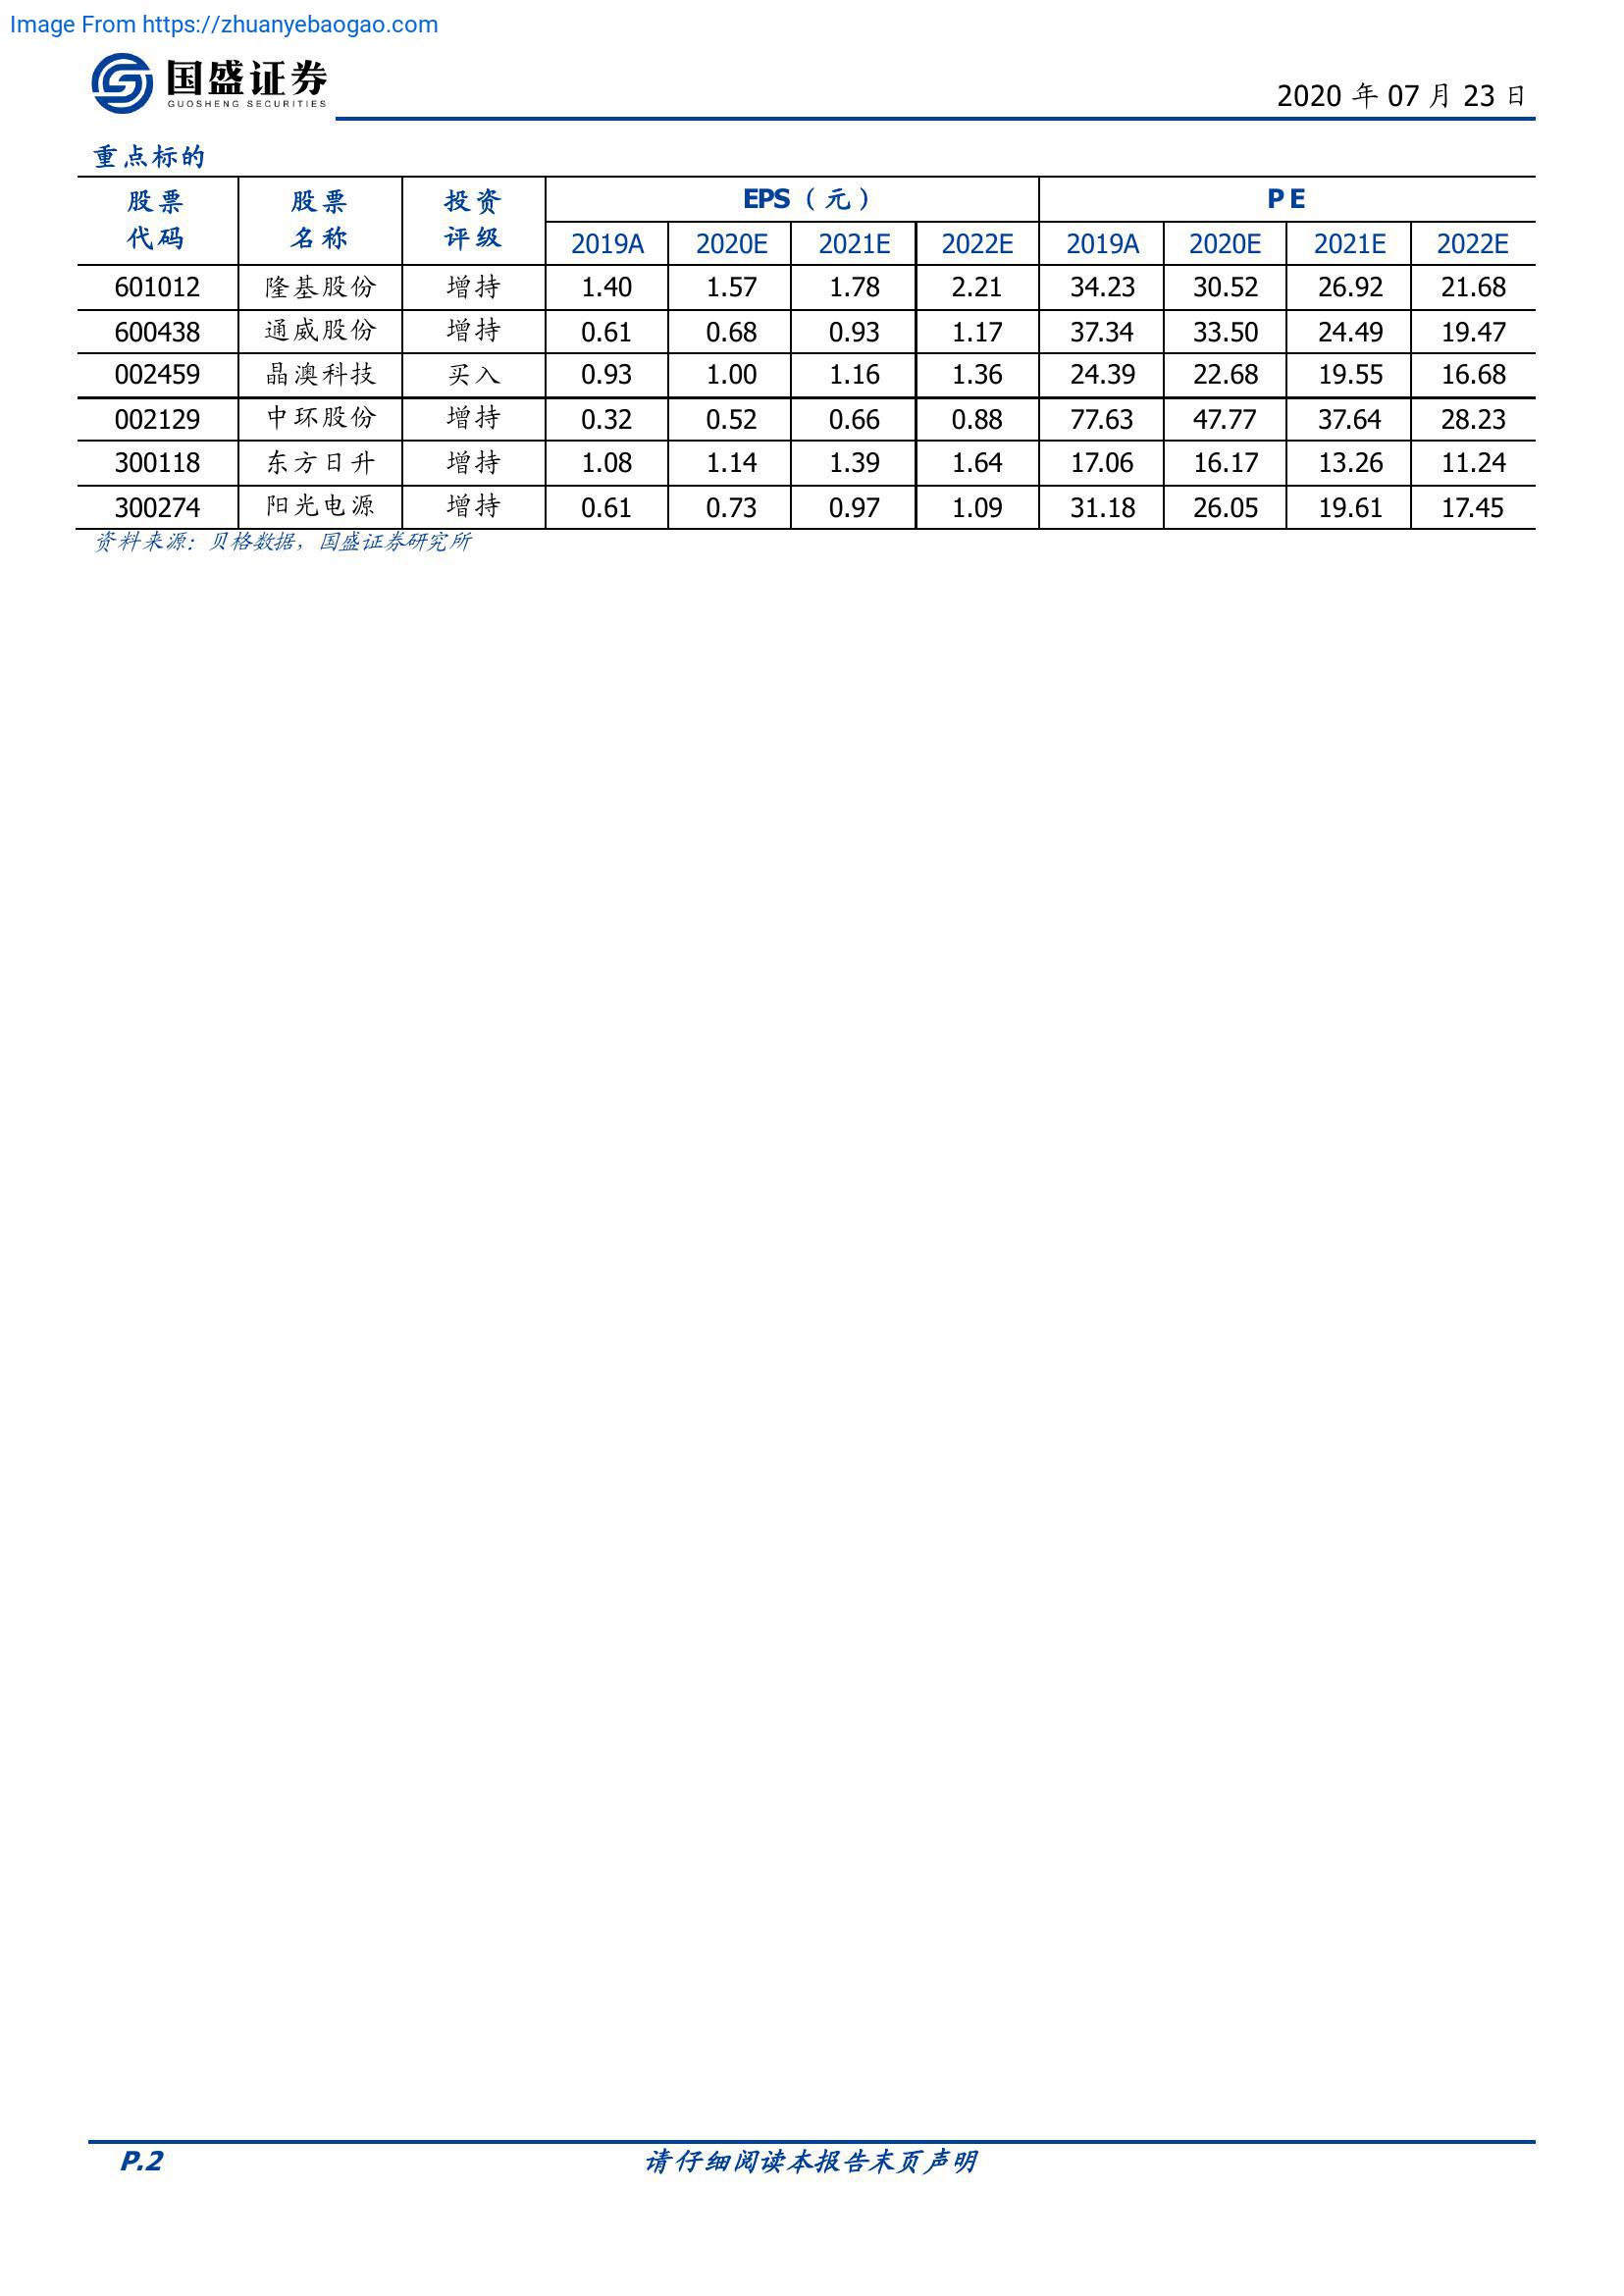 Image From https://zhuanyebaogao.com
国盛证券
GUOSHENG SECURITIES
2020 年 07 月 23 日
重点标的
股票代码 股票名称 投资评级 EPS（元） PE
2019A 2020E 2021E 2022E 2019A 2020E 2021E 2022E
601012 隆基股份 增持 1.40 1.57 1.78 2.21 34.23 30.52 26.92 21.68
600438 通威股份 增持 0.61 0.68 0.93 1.17 37.34 33.50 24.49 19.47
002459 晶澳科技 买入 0.93 1.00 1.16 1.36 24.39 22.68 19.55 16.68
002129 中环股份 增持 0.32 0.52 0.66 0.88 77.63 47.77 37.64 28.23
300118 东方日升 增持 1.08 1.14 1.39 1.64 17.06 16.17 13.26 11.24
300274 阳光电源 增持 0.61 0.73 0.97 1.09 31.18 26.05 19.61 17.45
资料来源：贝格数据，国盛证券研究所
P.2 请仔细阅读本报告末页声明